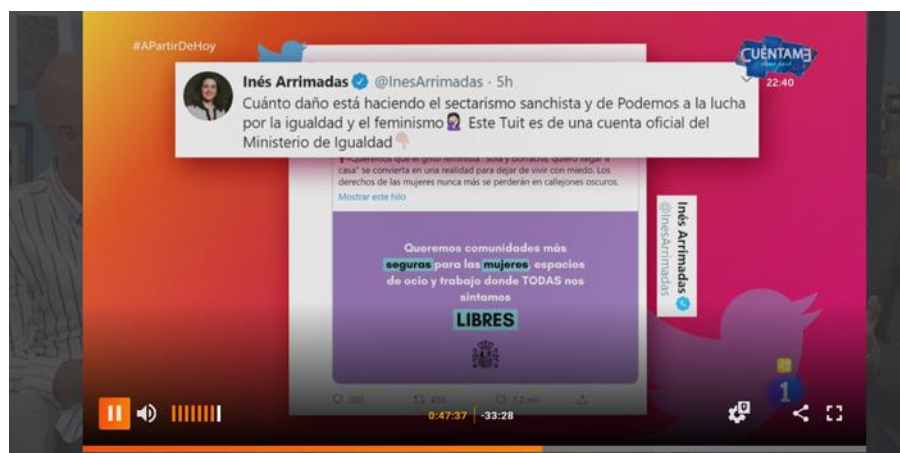 #APartirDeHoy
CUÉNTAME
22:40
Inés Arrimadas @InesArrimadas · 5h
Cuánto daño está haciendo el sectarismo sanchista y de Podemos a la lucha
por la igualdad y el feminismo🤦🏻‍♀️ Este Tuit es de una cuenta oficial del
Ministerio de Igualdad👇🏻
«Queremos que el grito feminista "Sola y borracha, quiero llegar a
casa" se convierta en una realidad para dejar de vivir con miedo. Los
derechos de las mujeres nunca más se perderán en callejones oscuros.
Mostrar este hilo
Queremos comunidades más
seguras para las mujeres, espacios
de ocio y trabajo donde TODAS nos
sintamos
LIBRES
Inés Arrimadas
@InesArrimadas
200
435
1,2 mil
0:47:37 -33:28
1